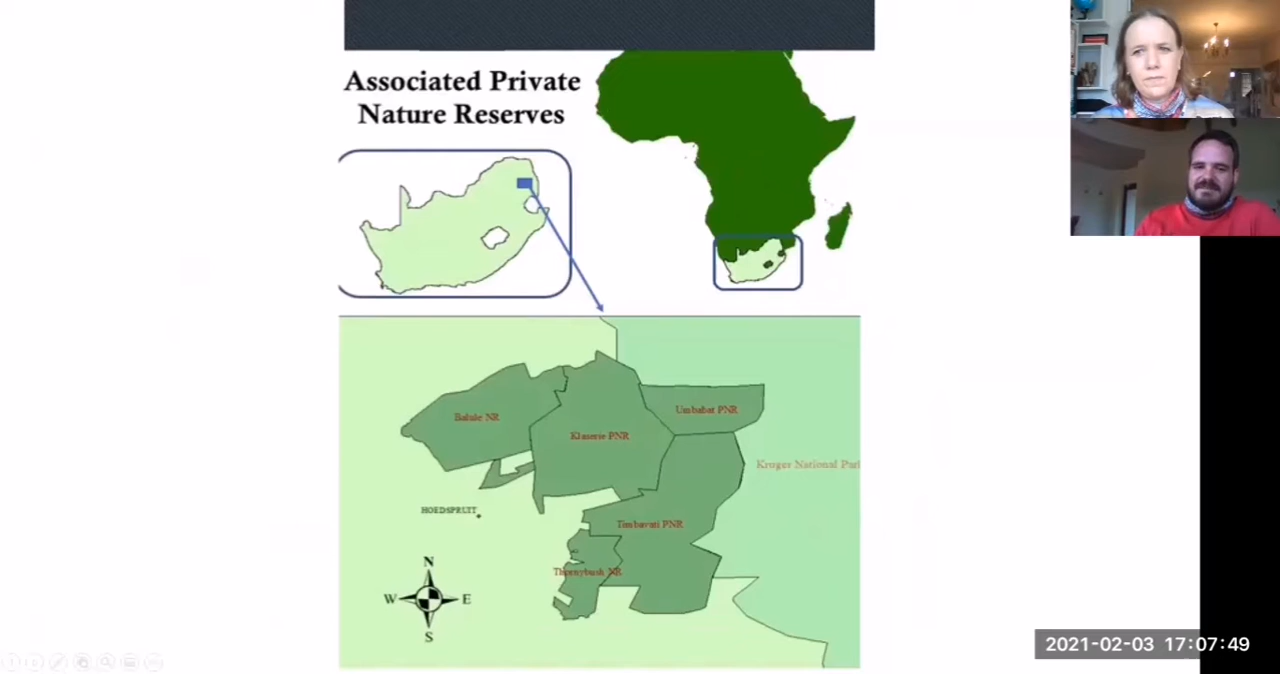 Associated Private
Nature Reserves
Balule NR
Klaserie PNR
Umbabat PNR
Kruger National Par
HOEDSPRUIT
Timbavati PNR
Thornybush NR
N
W
E
S
2021-02-03 17:07:49